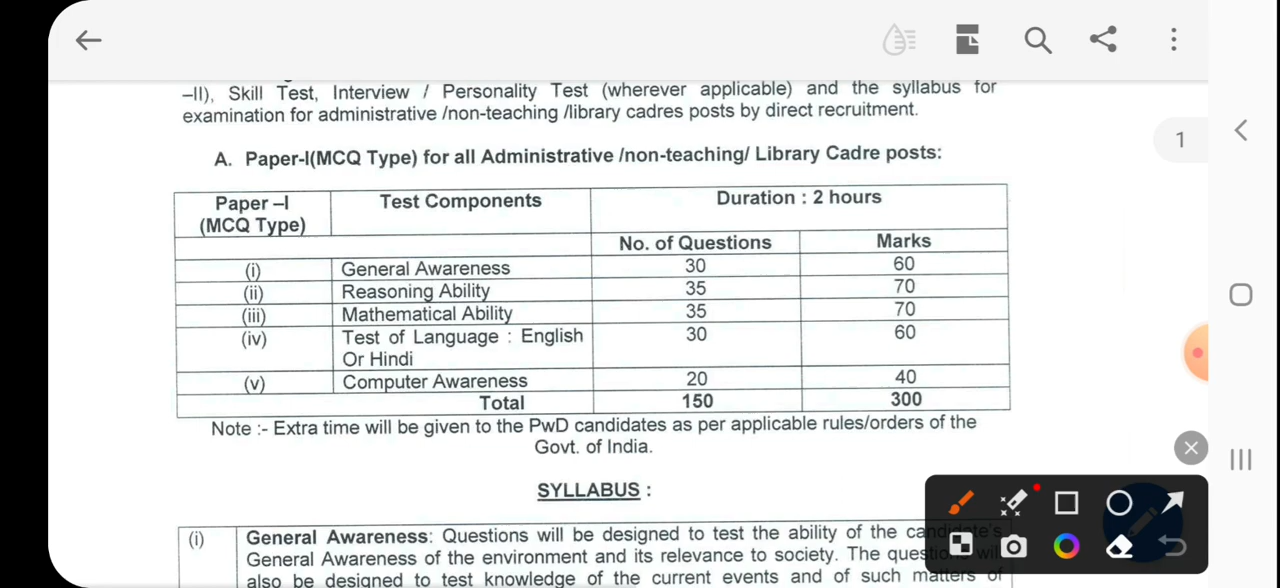 –II), Skill Test, Interview / Personality Test (wherever applicable) and the syllabus for
examination for administrative /non-teaching /library cadres posts by direct recruitment.
1
A. Paper-I(MCQ Type) for all Administrative /non-teaching/ Library Cadre posts:
Paper –I
(MCQ Type)
Test Components
Duration : 2 hours
No. of Questions
Marks
(i) General Awareness 30 60
(ii) Reasoning Ability 35 70
(iii) Mathematical Ability 35 70
(iv) Test of Language : English 30 60
Or Hindi
(v) Computer Awareness 20 40
Total 150 300
Note :- Extra time will be given to the PwD candidates as per applicable rules/orders of the
Govt. of India.
SYLLABUS :
(i) General Awareness: Questions will be designed to test the ability of the candidate's
General Awareness of the environment and its relevance to society. The questions will
also be designed to test knowledge of the current events and of such matters of